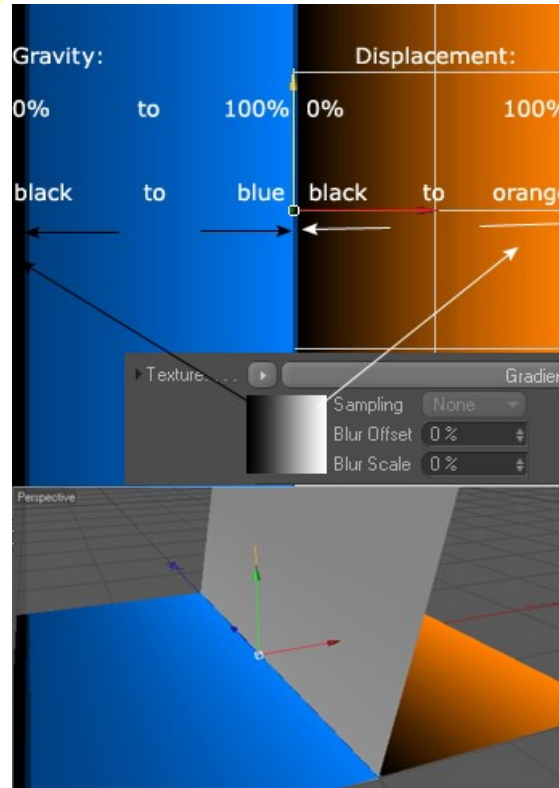 Gravity: Displacement:
0% to 100% 0% 100%
black to blue black to orange
Texture. . . . Gradien
Sampling None
Blur Offset 0 %
Blur Scale 0 %
Perspective